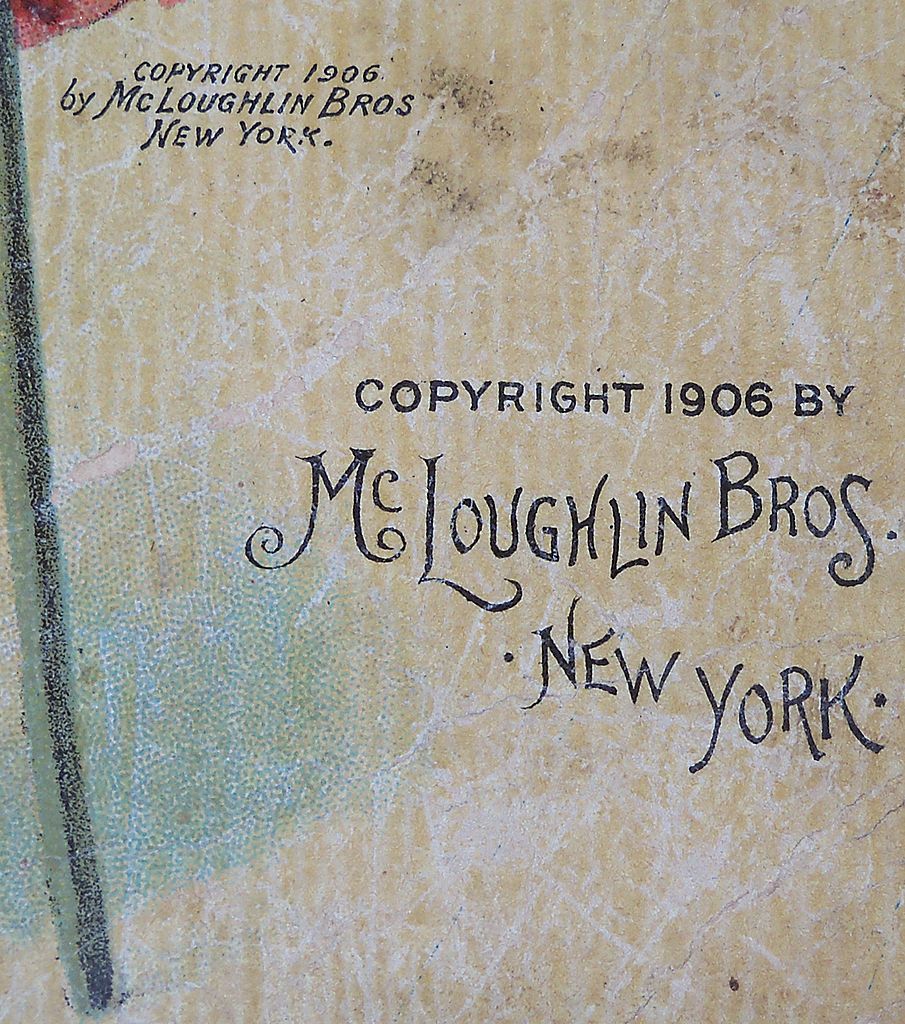 COPYRIGHT 1906
by McLOUGHLIN BROS
NEW YORK.
COPYRIGHT 1906 BY
McLOUGHLIN BROS.
· NEW YORK ·